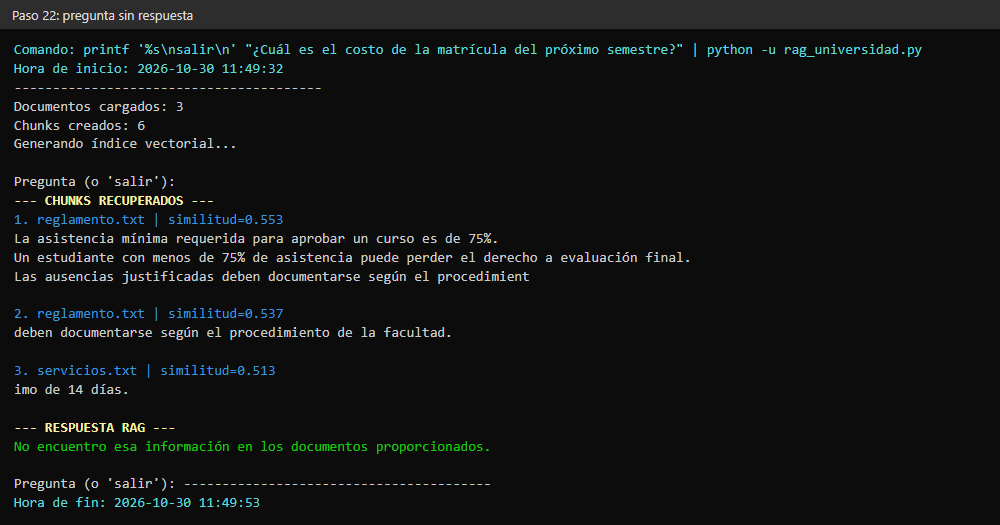 Paso 22: pregunta sin respuesta
Comando: printf '%s\nsalir\n' "¿Cuál es el costo de la matrícula del próximo semestre?" | python -u rag_universidad.py
Hora de inicio: 2026-10-30 11:49:32
----------------------------------------
Documentos cargados: 3
Chunks creados: 6
Generando índice vectorial...
Pregunta (o 'salir'):
--- CHUNKS RECUPERADOS ---
1. reglamento.txt | similitud=0.553
La asistencia mínima requerida para aprobar un curso es de 75%.
Un estudiante con menos de 75% de asistencia puede perder el derecho a evaluación final.
Las ausencias justificadas deben documentarse según el procedimient
2. reglamento.txt | similitud=0.537
deben documentarse según el procedimiento de la facultad.
3. servicios.txt | similitud=0.513
imo de 14 días.
--- RESPUESTA RAG ---
No encuentro esa información en los documentos proporcionados.
Pregunta (o 'salir'): ----------------------------------------
Hora de fin: 2026-10-30 11:49:53